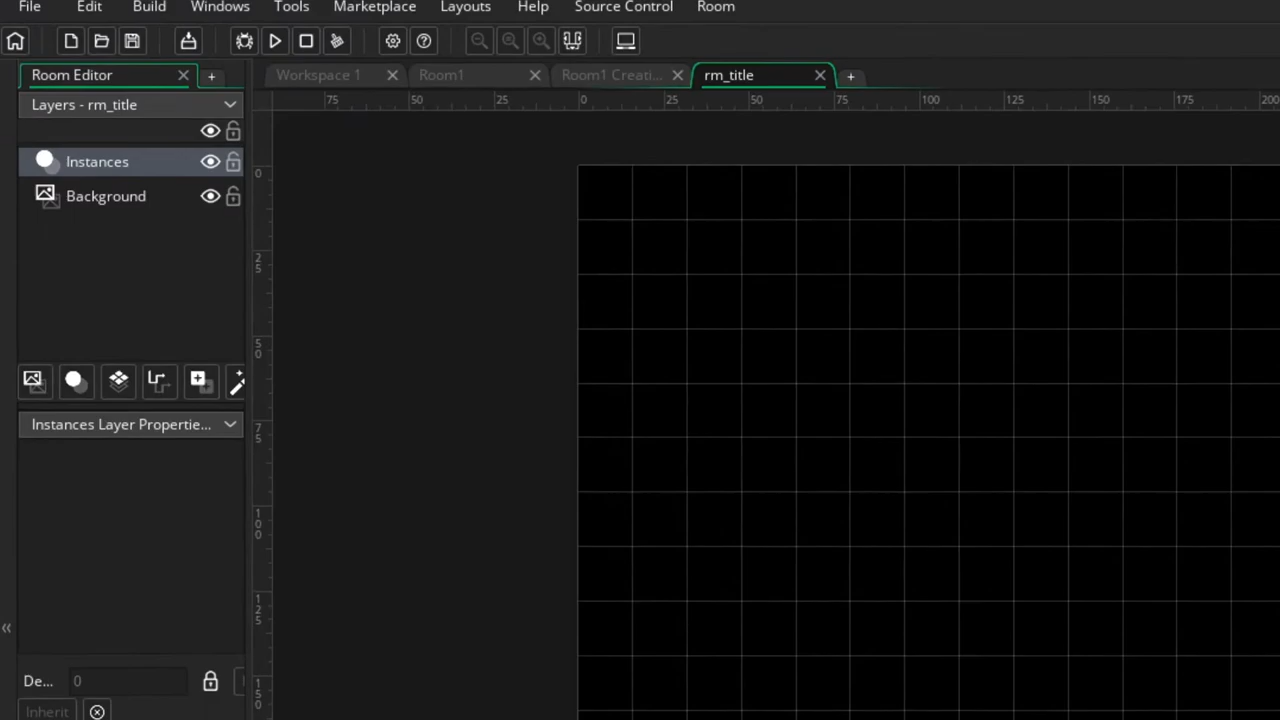 File Edit Build Windows Tools Marketplace Layouts Help Source Control Room
Room Editor
Workspace 1 Room1 Room1 Creati... rm_title
Layers - rm_title
75 50 25 0 25 50 75 100 125 150 175 200
Instances
Background
0
25
50
75
100
125
150
Instances Layer Propertie...
De... 0
Inherit